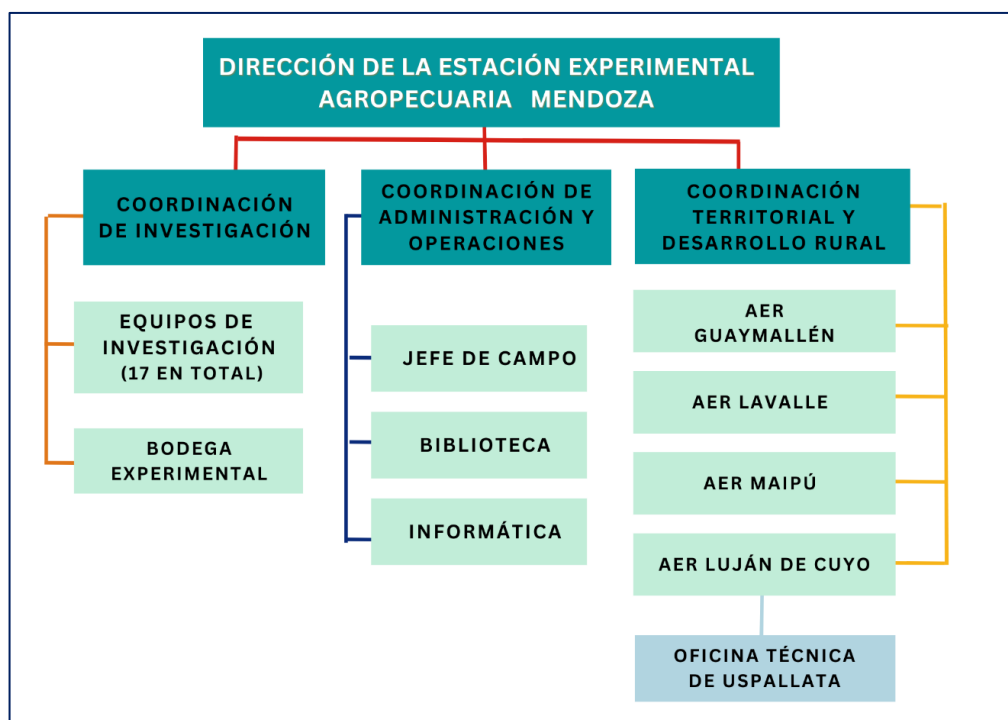 DIRECCIÓN DE LA ESTACIÓN EXPERIMENTAL
AGROPECUARIA MENDOZA
COORDINACIÓN
DE INVESTIGACIÓN
EQUIPOS DE
INVESTIGACIÓN
(17 EN TOTAL)
BODEGA
EXPERIMENTAL
COORDINACIÓN DE
ADMINISTRACIÓN Y
OPERACIONES
JEFE DE CAMPO
BIBLIOTECA
INFORMÁTICA
COORDINACIÓN
TERRITORIAL Y
DESARROLLO RURAL
AER
GUAYMALLÉN
AER LAVALLE
AER MAIPÚ
AER LUJÁN DE CUYO
OFICINA TÉCNICA
DE USPALLATA